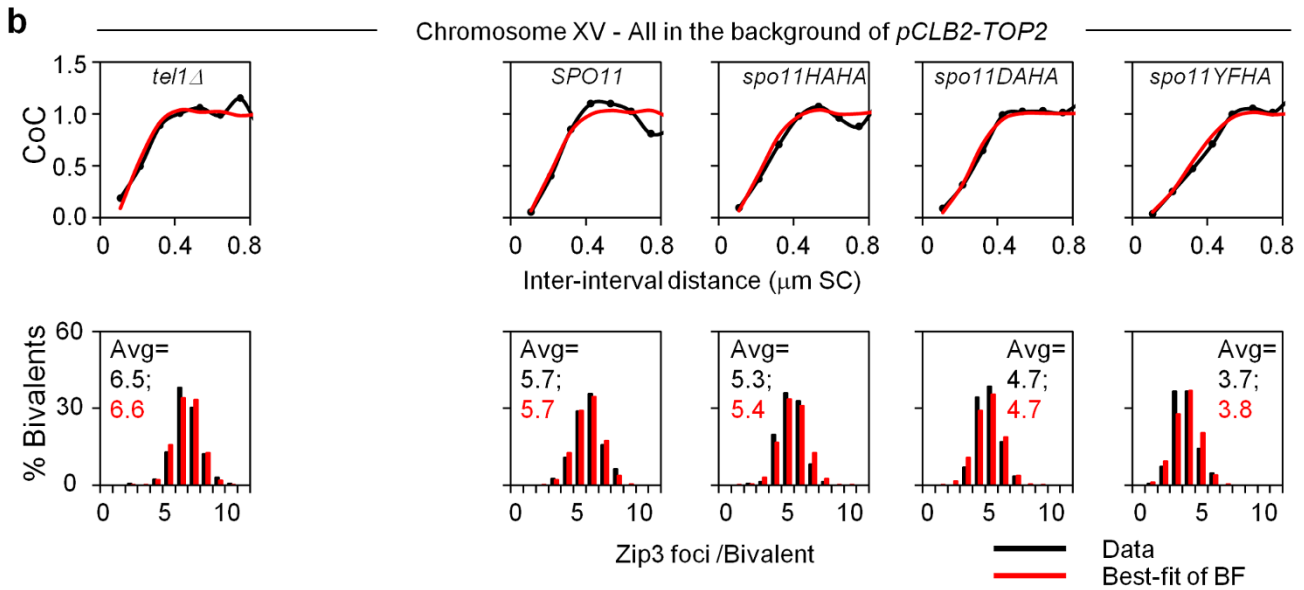 b
Chromosome XV - All in the background of pCLB2-TOP2
tel1Δ
SPO11
spo11HAHA
spo11DAHA
spo11YFHA
CoC
1.5
1.0
0.5
0.0
0 0.4 0.8
0 0.4 0.8
0 0.4 0.8
0 0.4 0.8
0 0.4 0.8
Inter-interval distance (μm SC)
% Bivalents
60
30
0
Avg=
6.5;
6.6
Avg=
5.7;
5.7
Avg=
5.3;
5.4
Avg=
4.7;
4.7
Avg=
3.7;
3.8
0 5 10
0 5 10
0 5 10
0 5 10
0 5 10
Zip3 foci /Bivalent
Data
Best-fit of BF